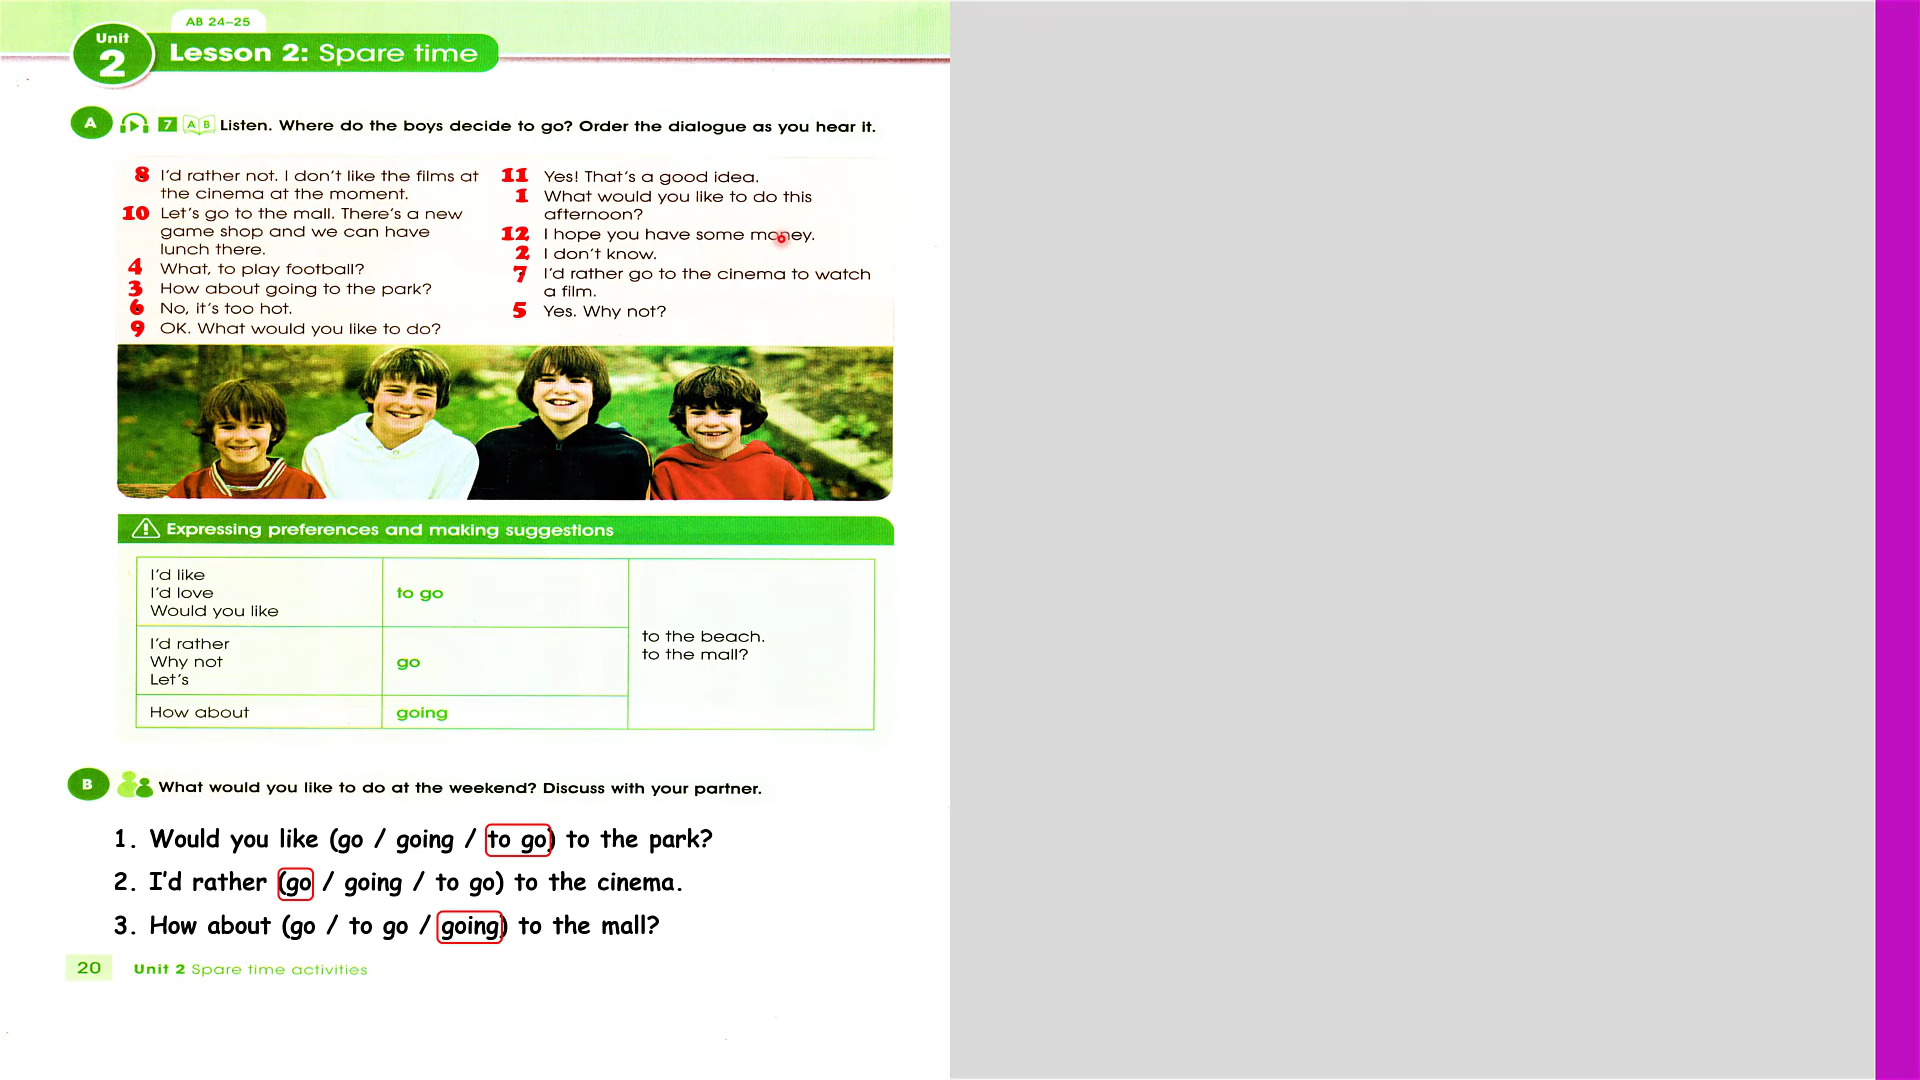 AB 24–25
Unit
2
Lesson 2: Spare time
A 7 A B Listen. Where do the boys decide to go? Order the dialogue as you hear it.
8 I'd rather not. I don't like the films at
the cinema at the moment.
10 Let's go to the mall. There's a new
game shop and we can have
lunch there.
4 What, to play football?
3 How about going to the park?
6 No, it's too hot.
9 OK. What would you like to do?
11 Yes! That's a good idea.
1 What would you like to do this
afternoon?
12 I hope you have some money.
2 I don't know.
7 I'd rather go to the cinema to watch
a film.
5 Yes. Why not?
Expressing preferences and making suggestions
I'd like
I'd love
Would you like
to go
I'd rather
Why not
Let's
go
How about
going
to the beach.
to the mall?
B What would you like to do at the weekend? Discuss with your partner.
1. Would you like (go / going / to go) to the park?
2. I'd rather (go / going / to go) to the cinema.
3. How about (go / to go / going) to the mall?
20 Unit 2 Spare time activities